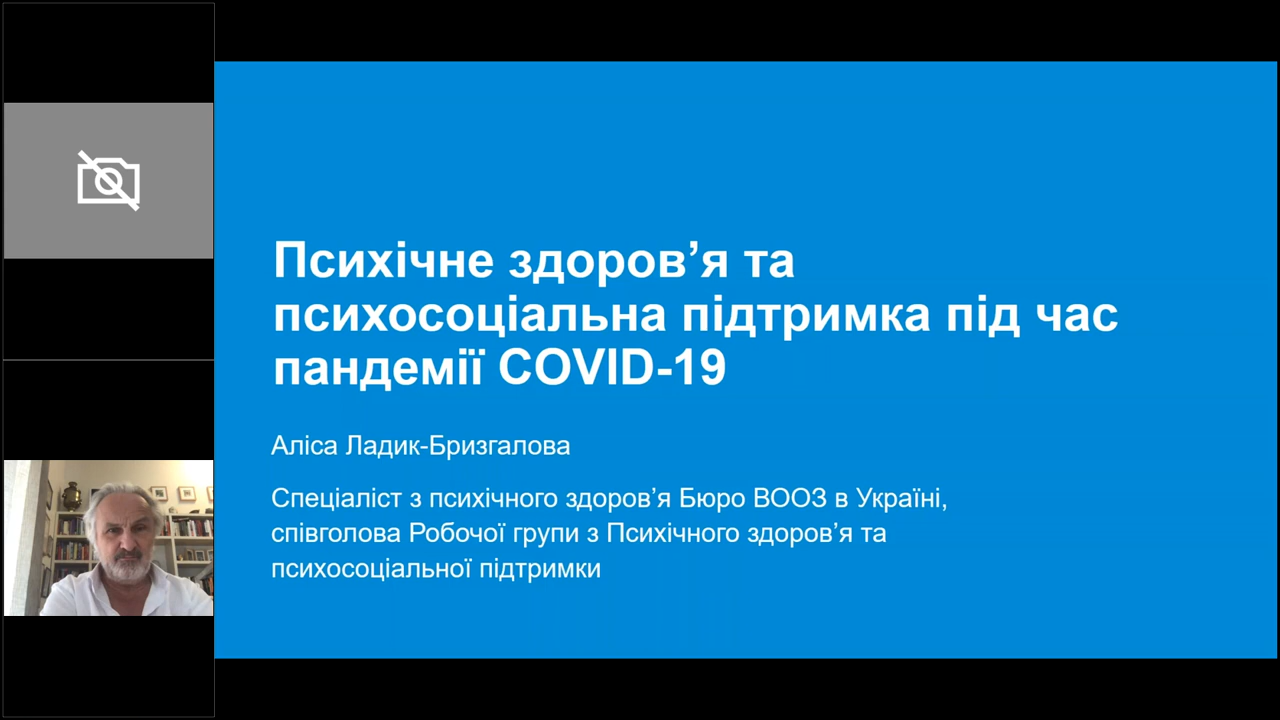 Психічне здоров’я та
психосоціальна підтримка під час
пандемії COVID-19
Аліса Ладик-Бризгалова
Спеціаліст з психічного здоров’я Бюро ВООЗ в Україні,
співголова Робочої групи з Психічного здоров’я та
психосоціальної підтримки